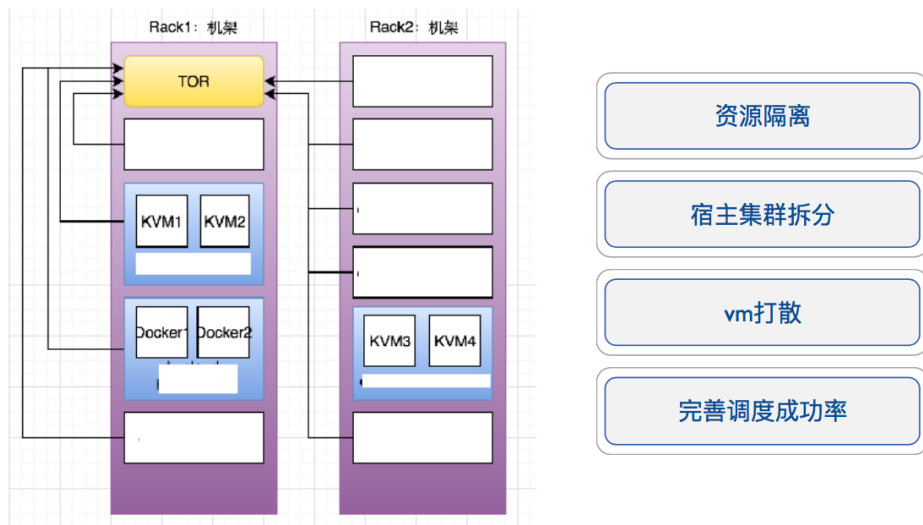 Rack1：机架
Rack2：机架
TOR
KVM1
KVM2
Docker1
Docker2
KVM3
KVM4
资源隔离
宿主集群拆分
vm打散
完善调度成功率